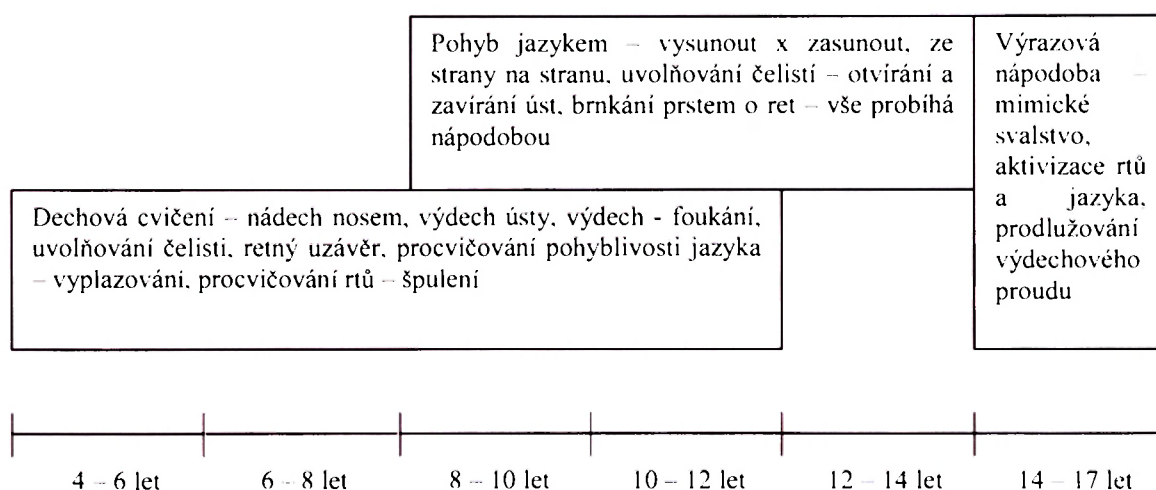 Pohyb jazykem – vysunout x zasunout, ze
strany na stranu, uvolňování čelistí – otvírání a
zavírání úst, brnkání prstem o ret – vše probíhá
nápodobou
Výrazová
nápodoba –
mimické
svalstvo,
aktivizace rtů
a jazyka,
prodlužování
výdechového
proudu
Dechová cvičení – nádech nosem, výdech ústy, výdech - foukání,
uvolňování čelisti, retný uzávěr, procvičování pohyblivosti jazyka
– vyplazování, procvičování rtů – špulení
4 – 6 let
6 – 8 let
8 – 10 let
10 – 12 let
12 – 14 let
14 – 17 let